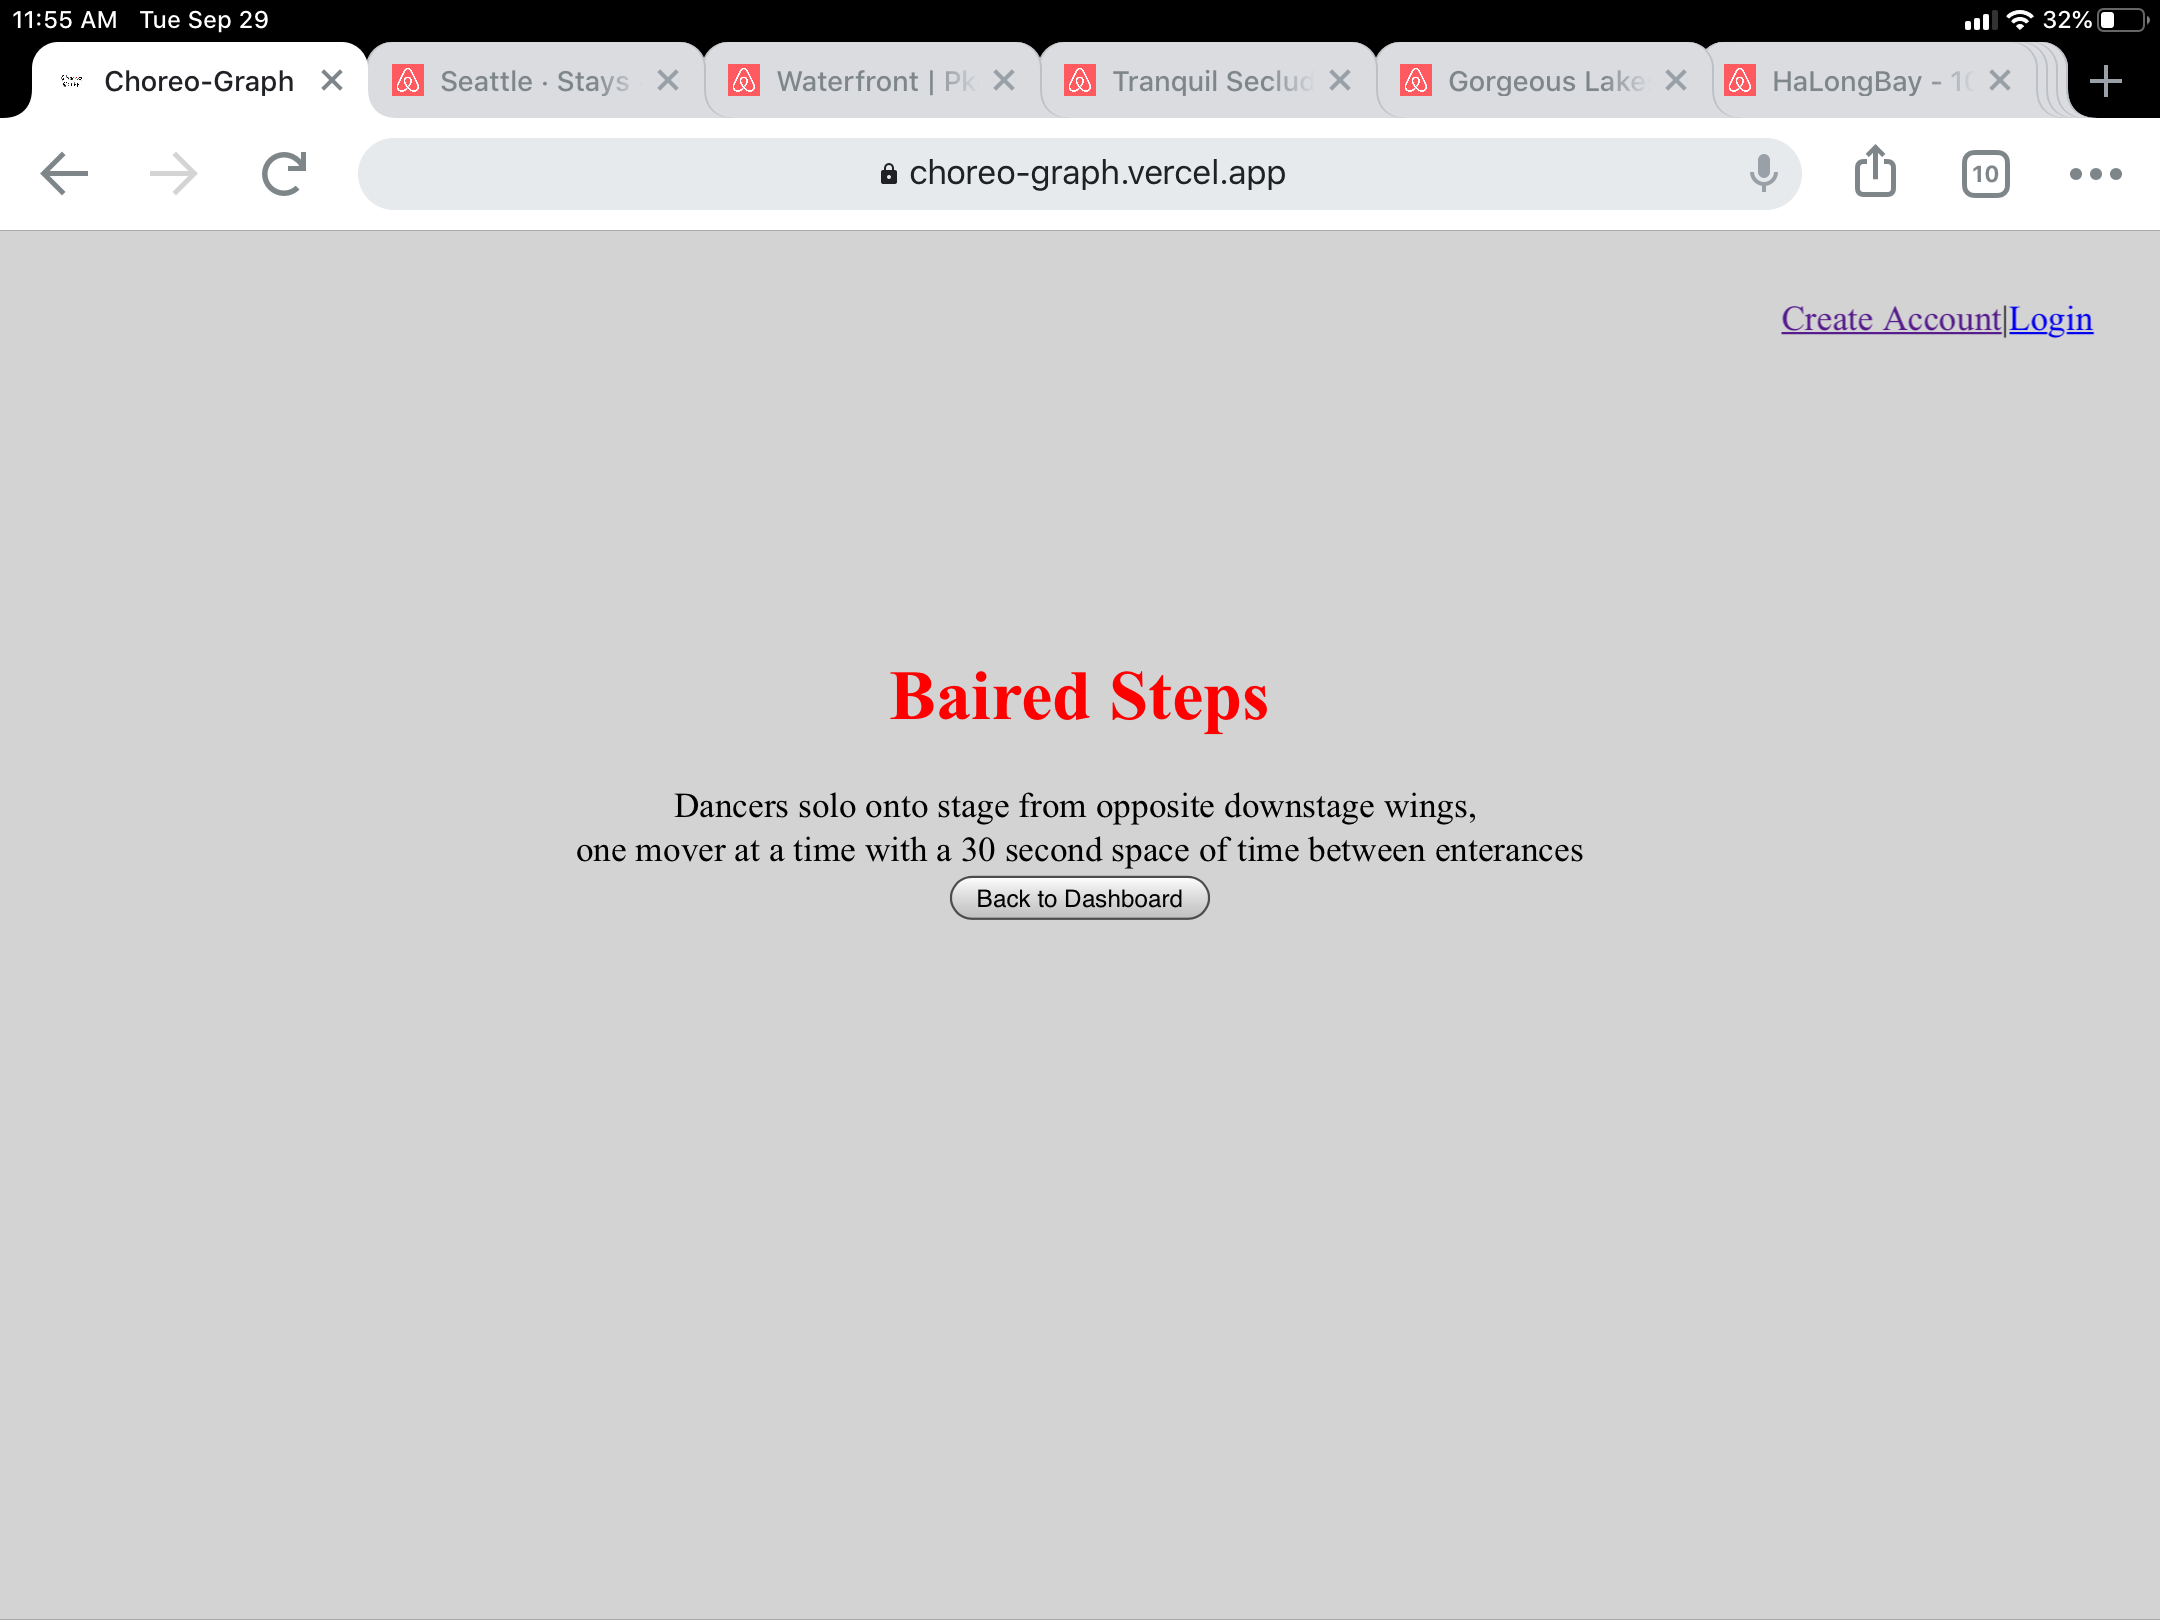 11:55 AM Tue Sep 29 32%
Choreo-Graph Seattle · Stays Waterfront | Pk Tranquil Seclud Gorgeous Lake HaLongBay - 10
choreo-graph.vercel.app 10
Create Account|Login
Baired Steps
Dancers solo onto stage from opposite downstage wings,
one mover at a time with a 30 second space of time between enterances
Back to Dashboard